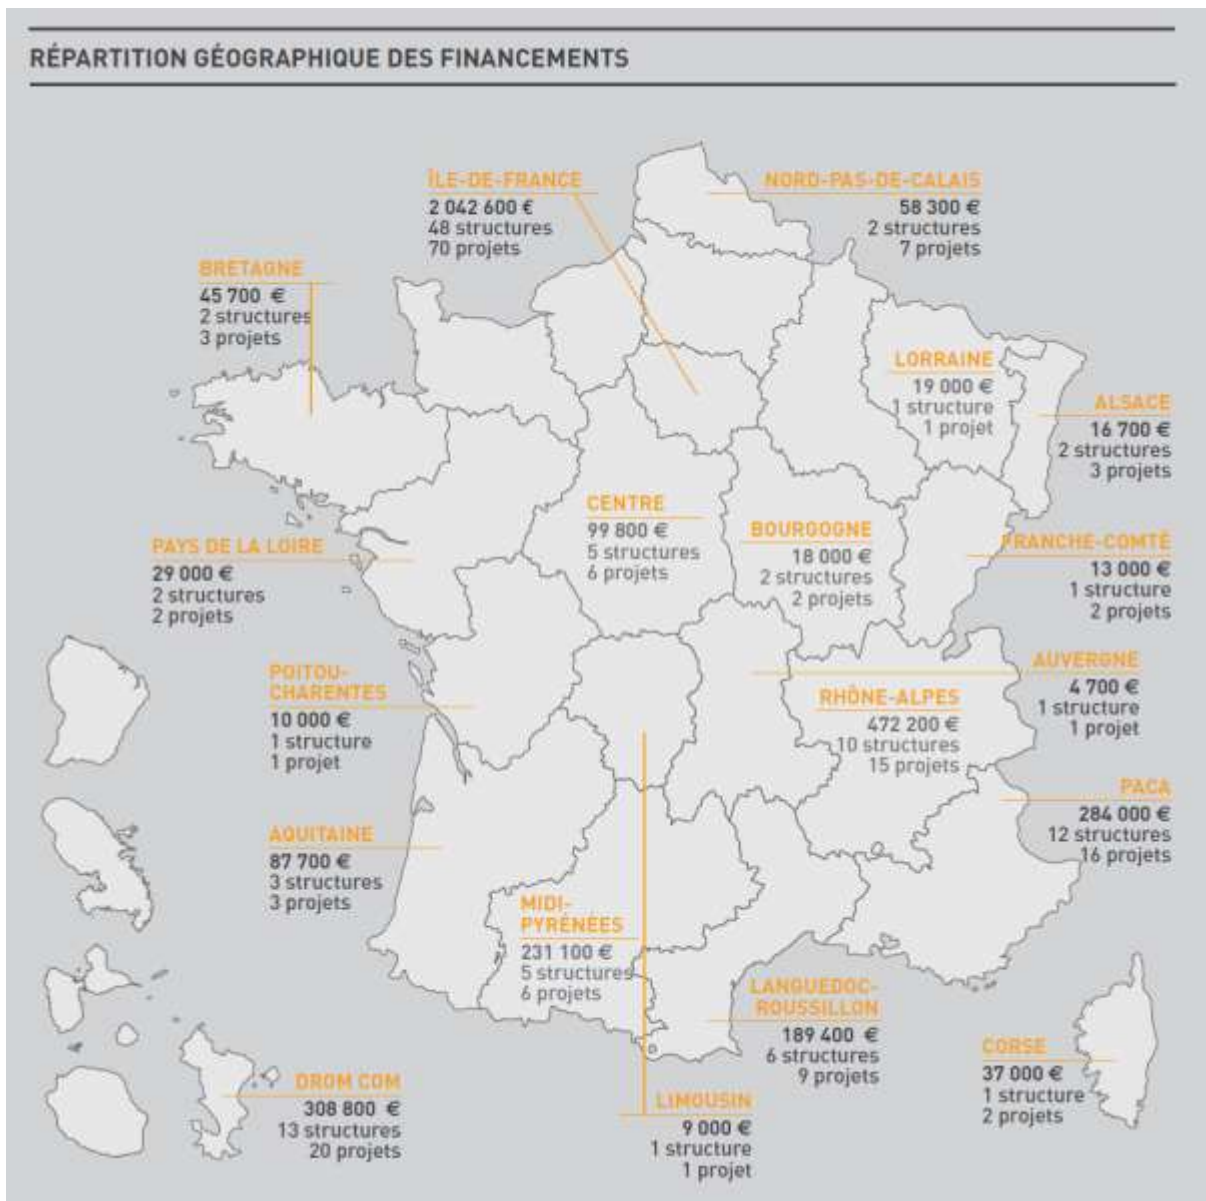 RÉPARTITION GÉOGRAPHIQUE DES FINANCEMENTS
ÎLE-DE-FRANCE
2 042 600 €
48 structures
70 projets
NORD-PAS-DE-CALAIS
58 300 €
2 structures
7 projets
BRETAGNE
45 700 €
2 structures
3 projets
LORRAINE
19 000 €
1 structure
1 projet
ALSACE
16 700 €
2 structures
3 projets
CENTRE
99 800 €
5 structures
6 projets
BOURGOGNE
18 000 €
2 structures
2 projets
FRANCHE-COMTÉ
13 000 €
1 structure
2 projets
PAYS DE LA LOIRE
29 000 €
2 structures
2 projets
POITOU-
CHARENTES
10 000 €
1 structure
1 projet
AUVERGNE
4 700 €
1 structure
1 projet
RHÔNE-ALPES
472 200 €
10 structures
15 projets
PACA
284 000 €
12 structures
16 projets
AQUITAINE
87 700 €
3 structures
3 projets
MIDI-
PYRÉNÉES
231 100 €
5 structures
6 projets
LANGUEDOC-
ROUSSILLON
189 400 €
6 structures
9 projets
CORSE
37 000 €
1 structure
2 projets
DROM COM
308 800 €
13 structures
20 projets
LIMOUSIN
9 000 €
1 structure
1 projet